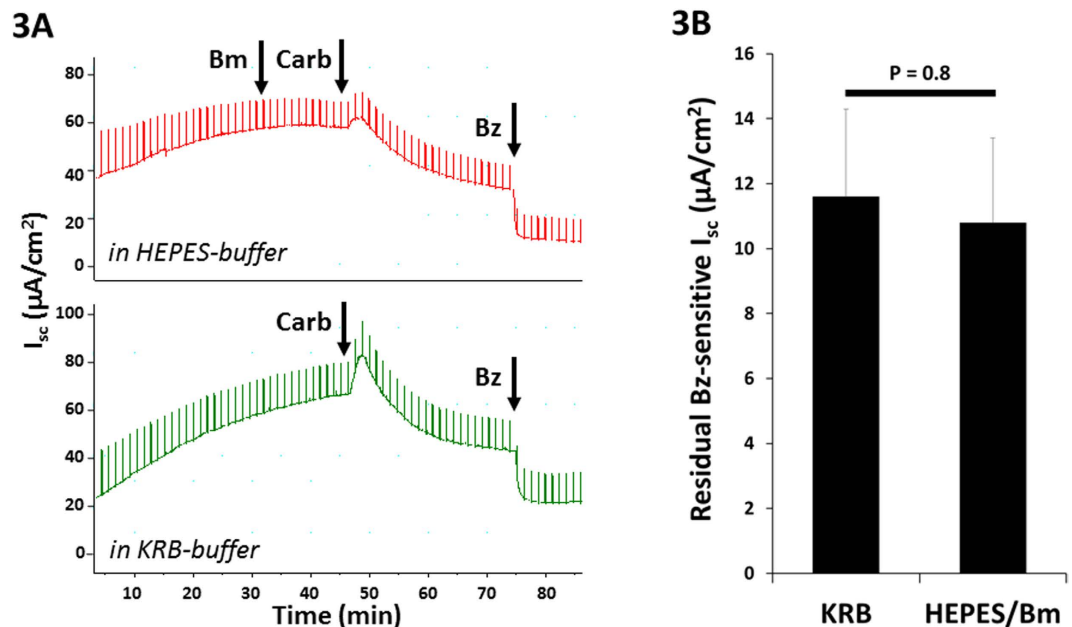 3A
Bm
Carb
Bz
80
60
40
20
0
in HEPES-buffer
Isc (µA/cm²)
Carb
Bz
100
80
60
40
20
0
in KRB-buffer
10 20 30 40 50 60 70 80
Time (min)
3B
P = 0.8
Residual Bz-sensitive Isc (µA/cm²)
16
14
12
10
8
6
4
2
0
KRB
HEPES/Bm